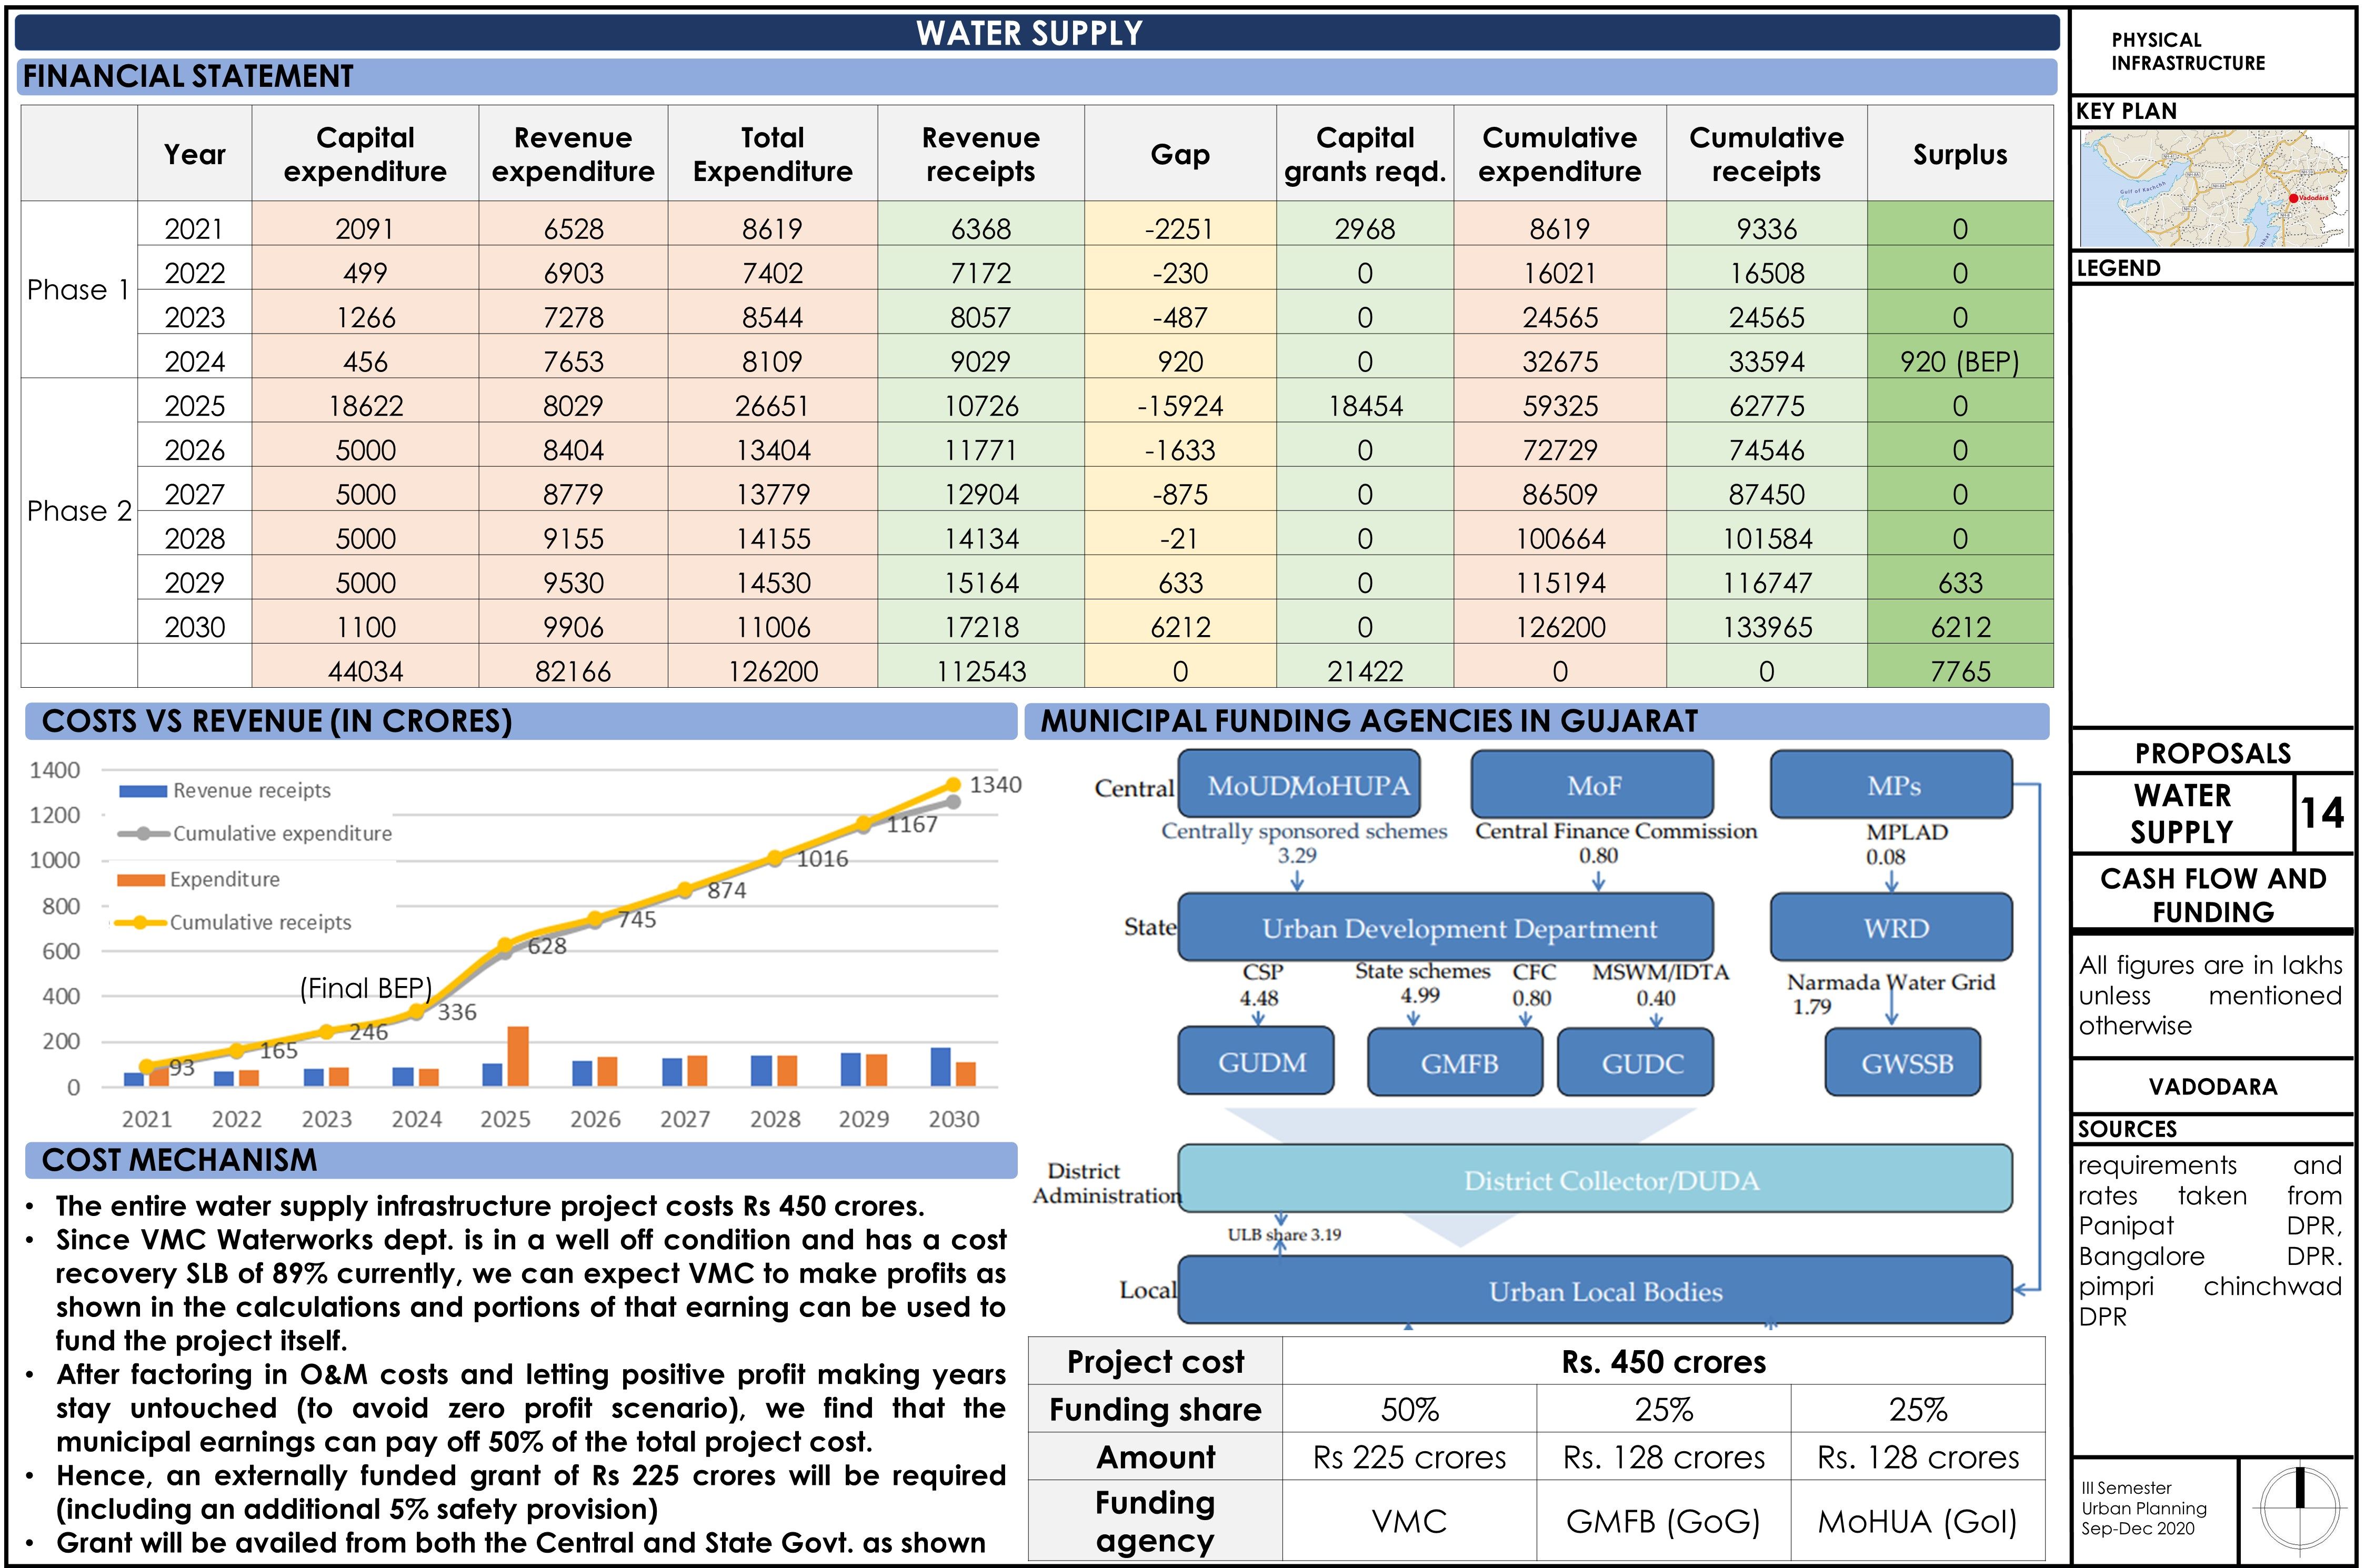 WATER SUPPLY
FINANCIAL STATEMENT
Year Capital expenditure Revenue expenditure Total Expenditure Revenue receipts Gap Capital grants reqd. Cumulative expenditure Cumulative receipts Surplus
Phase 1
2021 2091 6528 8619 6368 -2251 2968 8619 9336 0
2022 499 6903 7402 7172 -230 0 16021 16508 0
2023 1266 7278 8544 8057 -487 0 24565 24565 0
2024 456 7653 8109 9029 920 0 32675 33594 920 (BEP)
Phase 2
2025 18622 8029 26651 10726 -15924 18454 59325 62775 0
2026 5000 8404 13404 11771 -1633 0 72729 74546 0
2027 5000 8779 13779 12904 -875 0 86509 87450 0
2028 5000 9155 14155 14134 -21 0 100664 101584 0
2029 5000 9530 14530 15164 633 0 115194 116747 633
2030 1100 9906 11006 17218 6212 0 126200 133965 6212
44034 82166 126200 112543 0 21422 0 0 7765
COSTS VS REVENUE (IN CRORES)
1400
1200
1000
800
600
400
200
0
Revenue receipts
Cumulative expenditure
Expenditure
Cumulative receipts
(Final BEP)
93 165 246 336 628 745 874 1016 1167 1340
2021 2022 2023 2024 2025 2026 2027 2028 2029 2030
COST MECHANISM
• The entire water supply infrastructure project costs Rs 450 crores.
• Since VMC Waterworks dept. is in a well off condition and has a cost
recovery SLB of 89% currently, we can expect VMC to make profits as
shown in the calculations and portions of that earning can be used to
fund the project itself.
• After factoring in O&M costs and letting positive profit making years
stay untouched (to avoid zero profit scenario), we find that the
municipal earnings can pay off 50% of the total project cost.
• Hence, an externally funded grant of Rs 225 crores will be required
(including an additional 5% safety provision)
• Grant will be availed from both the Central and State Govt. as shown
MUNICIPAL FUNDING AGENCIES IN GUJARAT
Central MoUD/MoHUPA MoF MPs
Centrally sponsored schemes Central Finance Commission MPLAD
3.29 0.80 0.08
State Urban Development Department WRD
CSP State schemes CFC MSWM/IDTA Narmada Water Grid
4.48 4.99 0.80 0.40 1.79
GUDM GMFB GUDC GWSSB
District
Administration
District Collector/DUDA
ULB share 3.19
Local Urban Local Bodies
Project cost Rs. 450 crores
Funding share 50% 25% 25%
Amount Rs 225 crores Rs. 128 crores Rs. 128 crores
Funding agency VMC GMFB (GoG) MoHUA (GoI)
PHYSICAL
INFRASTRUCTURE
KEY PLAN
Gulf of Kachchh
Vadodara
LEGEND
PROPOSALS
WATER
SUPPLY
14
CASH FLOW AND
FUNDING
All figures are in lakhs
unless mentioned
otherwise
VADODARA
SOURCES
requirements and
rates taken from
Panipat DPR,
Bangalore DPR.
pimpri chinchwad
DPR
III Semester
Urban Planning
Sep-Dec 2020